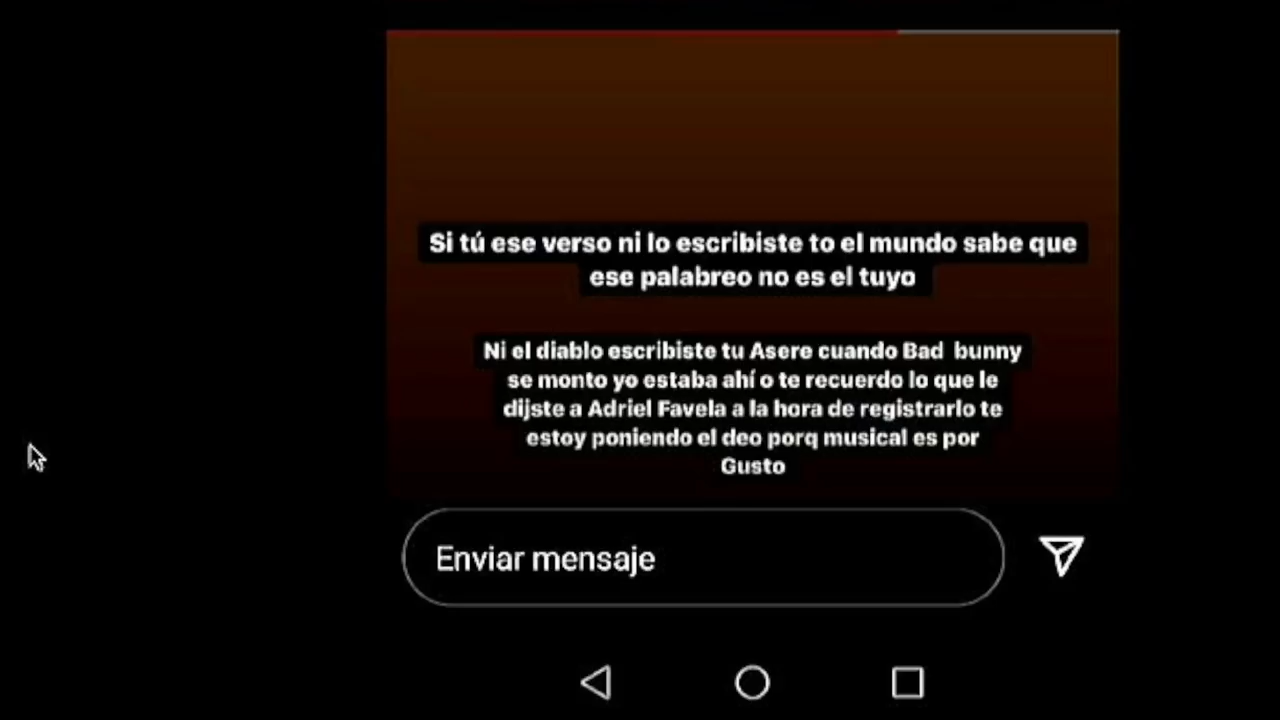 Si tú ese verso ni lo escribiste to el mundo sabe que
ese palabreo no es el tuyo
Ni el diablo escribiste tu Asere cuando Bad bunny
se monto yo estaba ahí o te recuerdo lo que le
dijste a Adriel Favela a la hora de registrarlo te
estoy poniendo el deo porq musical es por
Gusto
Enviar mensaje